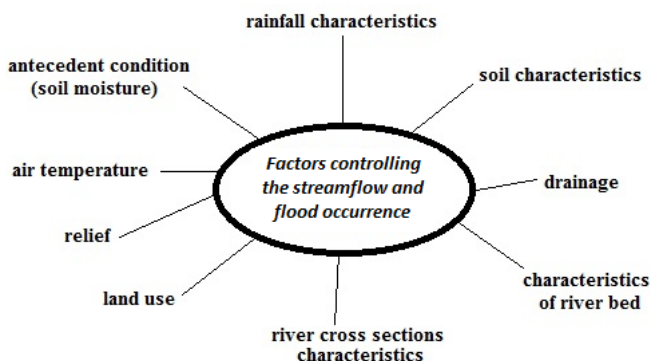 rainfall characteristics
antecedent condition
(soil moisture)
soil characteristics
air temperature
Factors controlling
the streamflow and
flood occurrence
drainage
relief
land use
characteristics
of river bed
river cross sections
characteristics